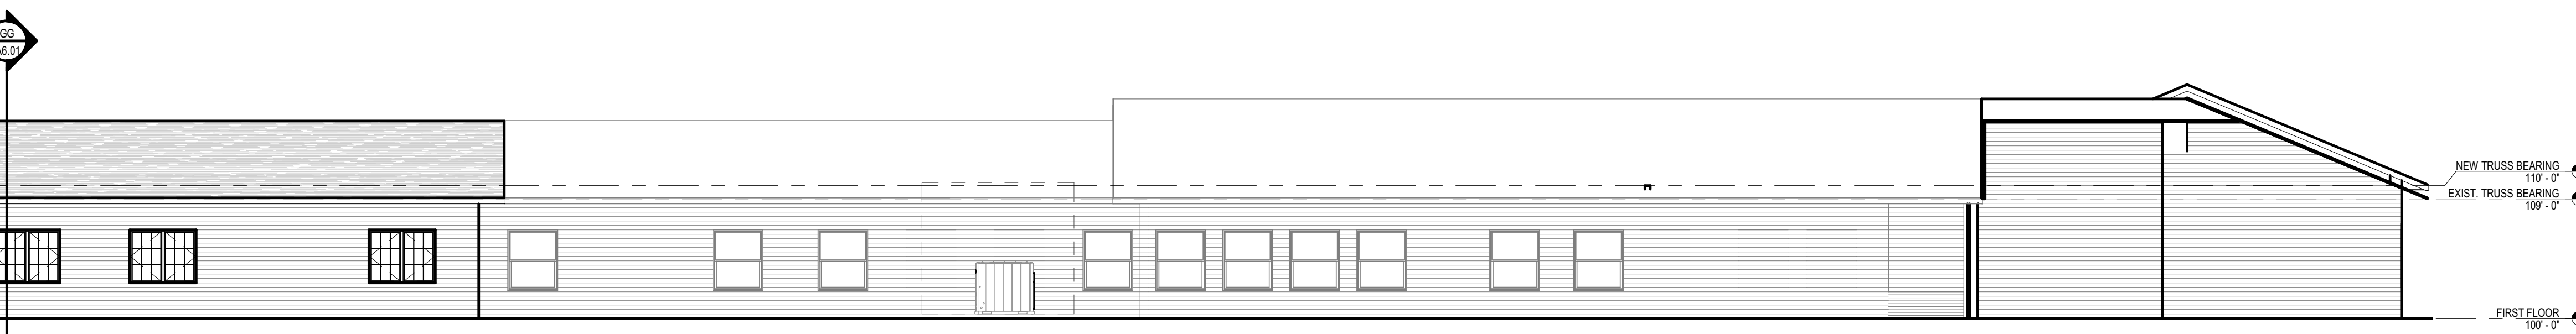 GG
A6.01
NEW TRUSS BEARING
110' - 0"
EXIST. TRUSS BEARING
109' - 0"
FIRST FLOOR
100' - 0"